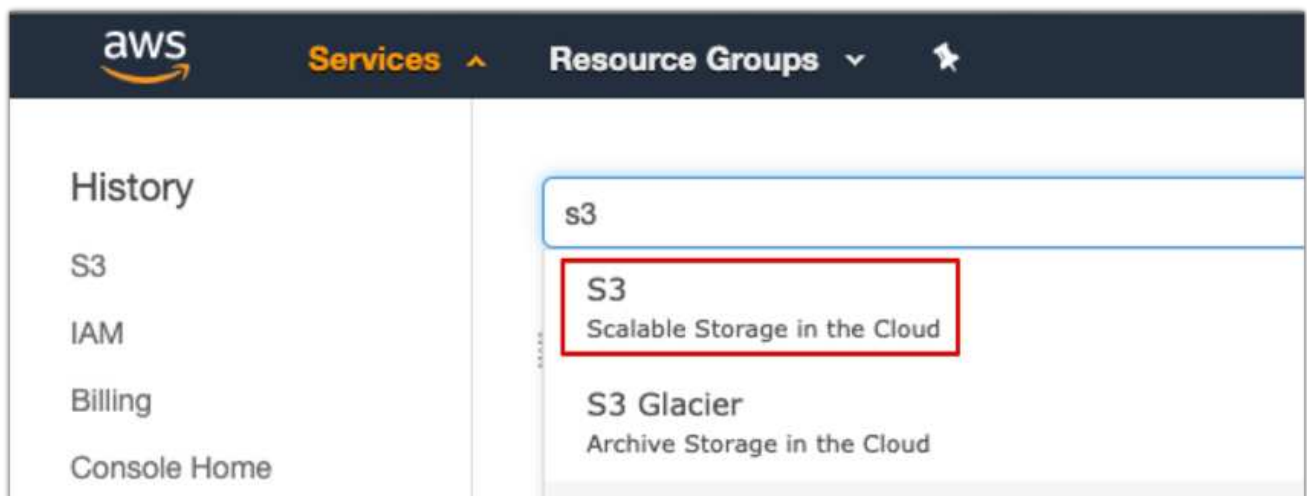 aws
Services
Resource Groups
History
S3
IAM
Billing
Console Home
s3
S3
Scalable Storage in the Cloud
S3 Glacier
Archive Storage in the Cloud